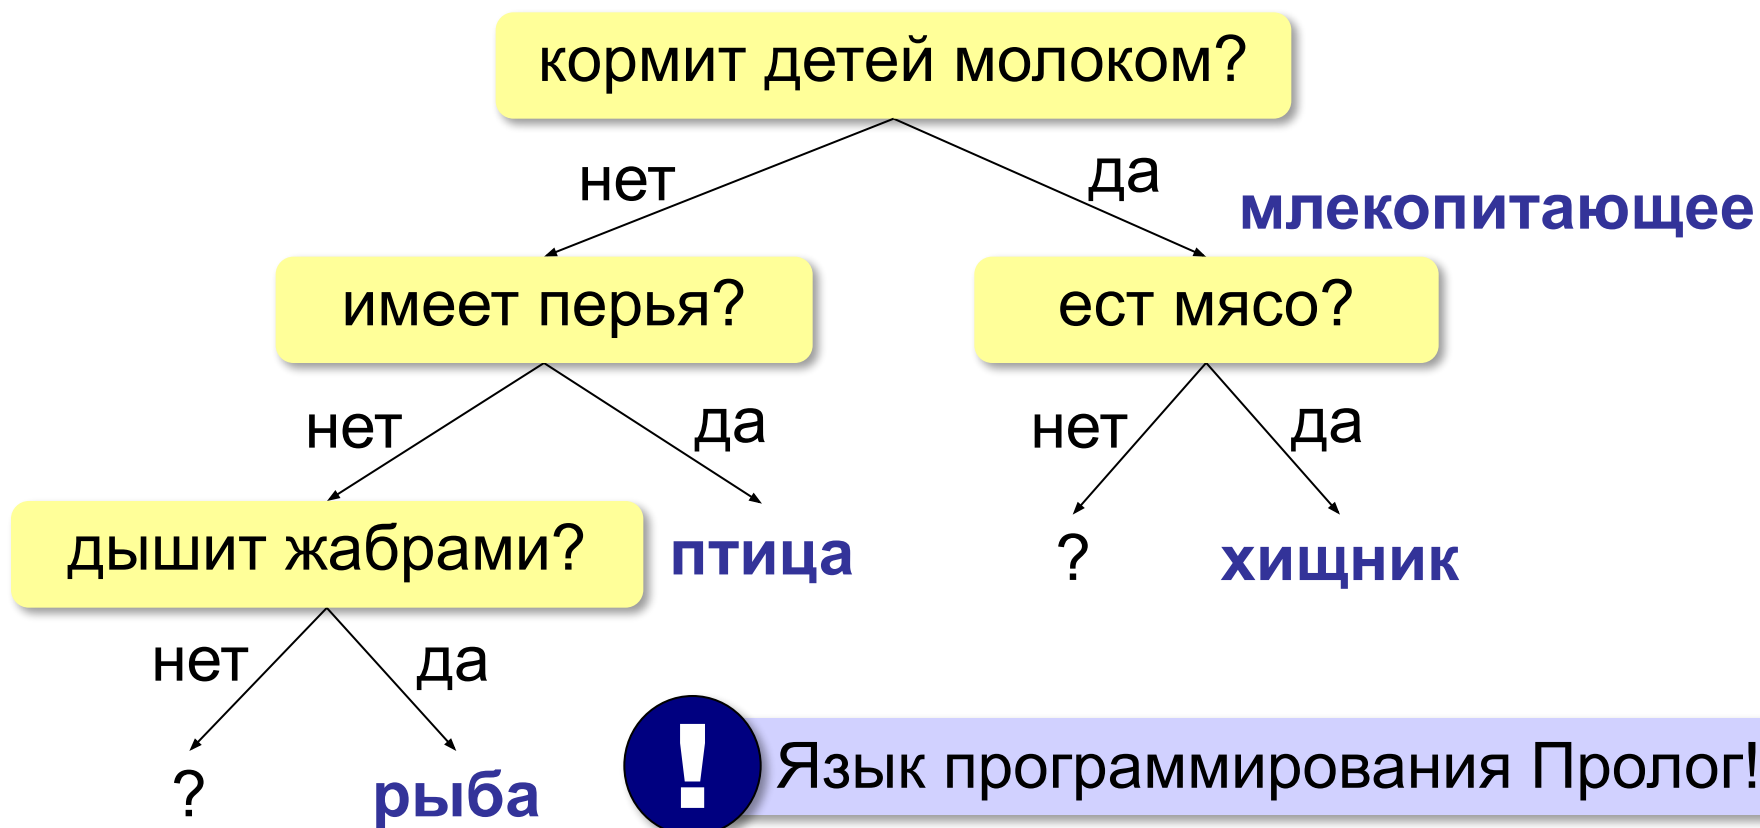 кормит детей молоком?
нет
да
млекопитающее
имеет перья?
ест мясо?
нет
да
нет
да
дышит жабрами?
птица
?
хищник
нет
да
?
рыба
! Язык программирования Пролог!